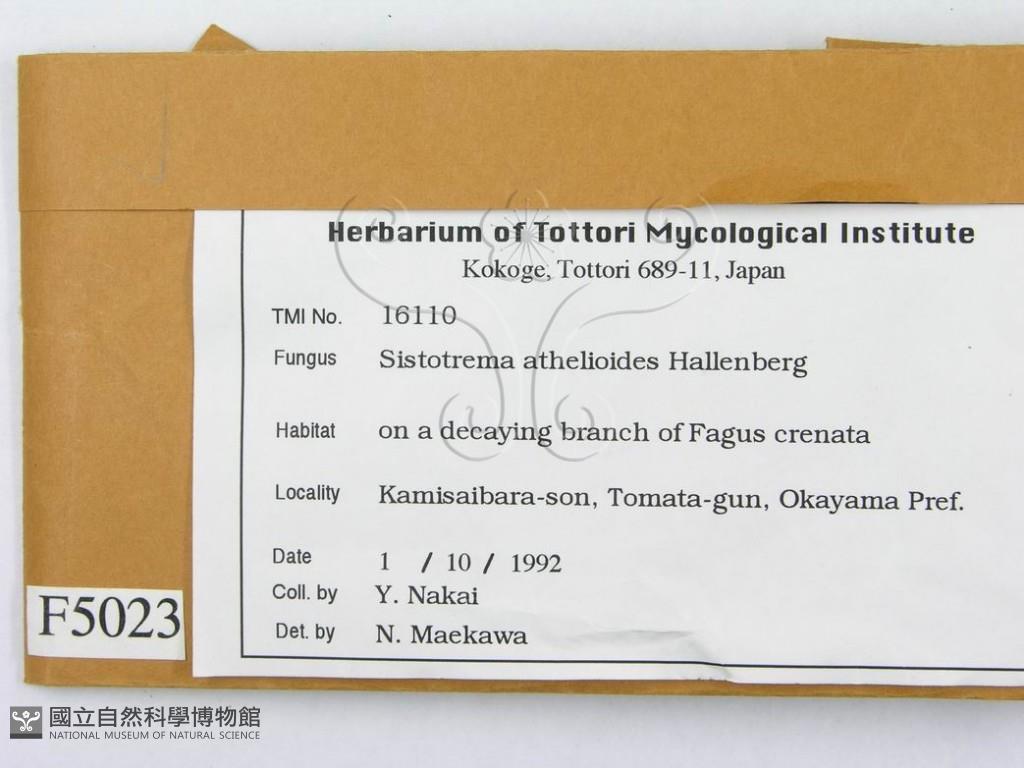 Herbarium of Tottori Mycological Institute
Kokoge, Tottori 689-11, Japan
TMI No. 16110
Fungus Sistotrema athelioides Hallenberg
Habitat on a decaying branch of Fagus crenata
Locality Kamisaibara-son, Tomata-gun, Okayama Pref.
Date 1 / 10 / 1992
Coll. by Y. Nakai
Det. by N. Maekawa
F5023
國立自然科學博物館
NATIONAL MUSEUM OF NATURAL SCIENCE